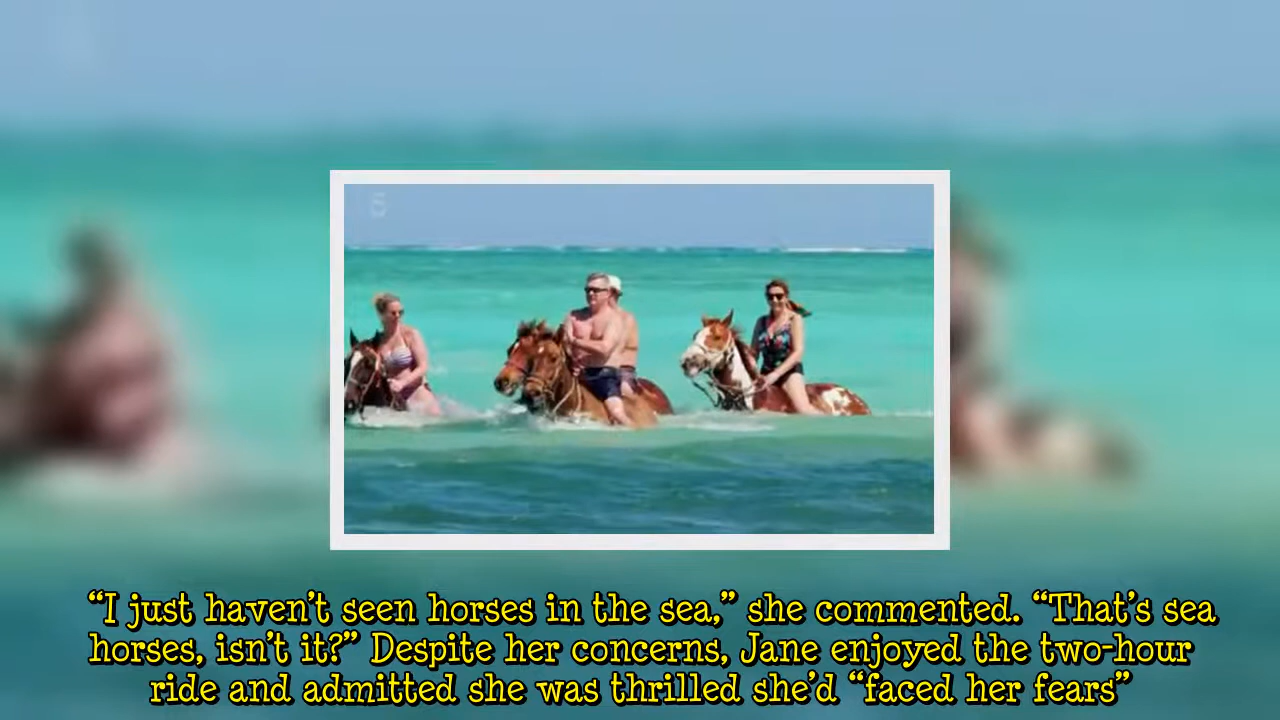 “I just haven’t seen horses in the sea,” she commented. “That’s sea
horses, isn’t it?” Despite her concerns, Jane enjoyed the two-hour
ride and admitted she was thrilled she’d “faced her fears”